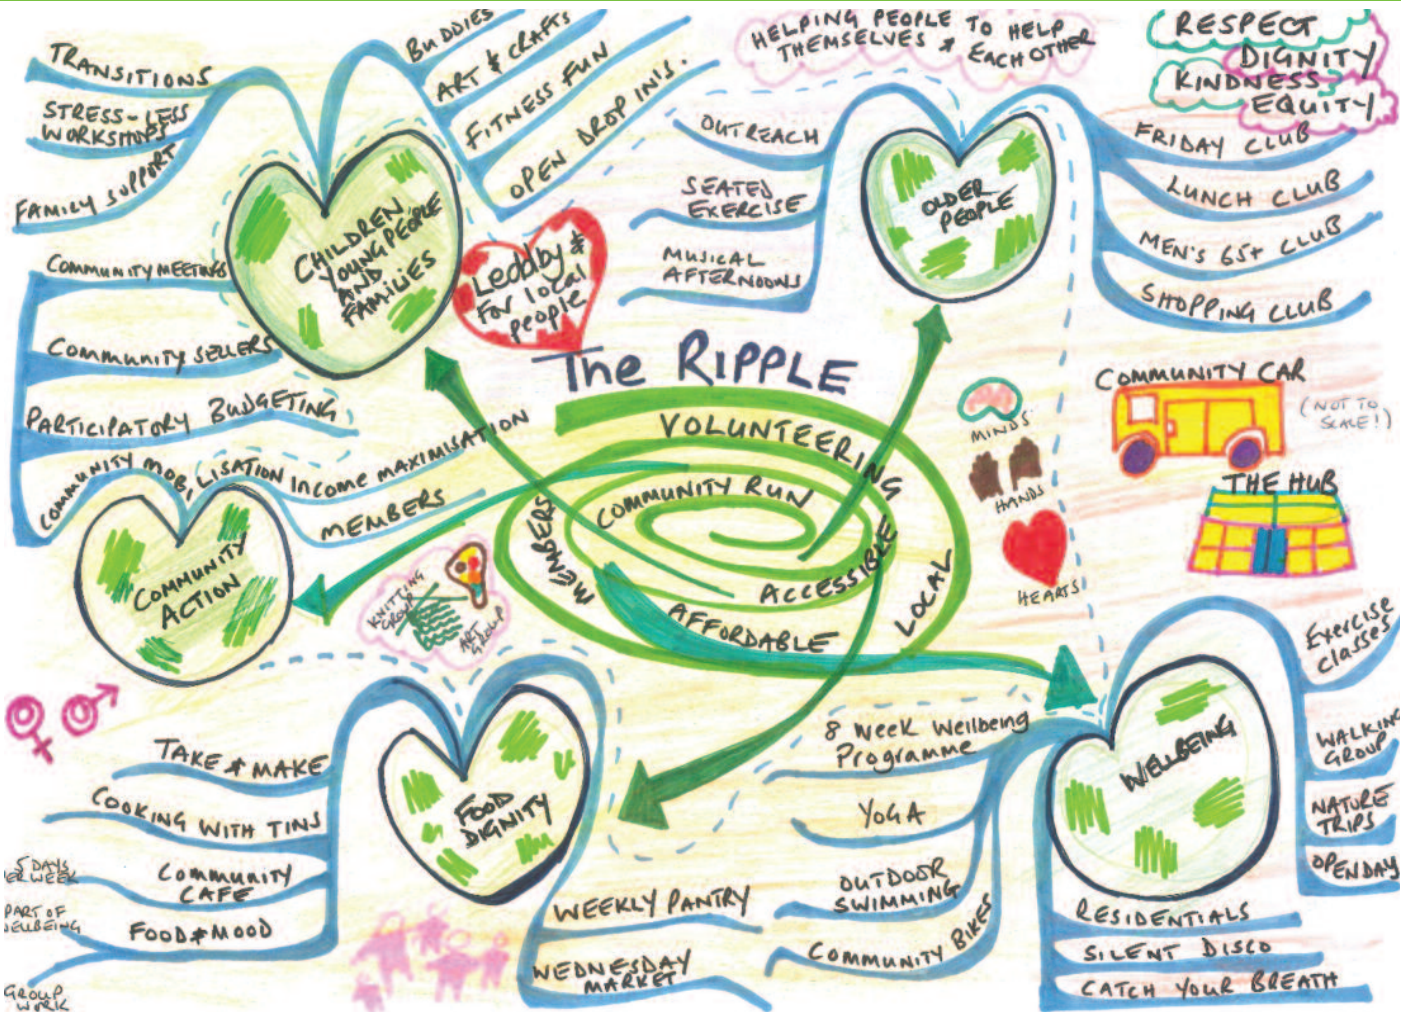 TRANSITIONS
STRESS-LESS
WORKSHOPS
FAMILY SUPPORT
BUDDIES
ART & CRAFTS
FITNESS FUN
OPEN DROP IN'S.
CHILDREN
YOUNG PEOPLE
AND
FAMILIES
Led by &
for local
people
HELPING PEOPLE TO HELP
THEMSELVES & EACH OTHER
RESPECT
DIGNITY
KINDNESS
EQUITY
OUTREACH
SEATED
EXERCISE
MUSICAL
AFTERNOONS
OLDER
PEOPLE
FRIDAY CLUB
LUNCH CLUB
MEN'S 65+ CLUB
SHOPPING CLUB
COMMUNITY MEETINGS
COMMUNITY SELLERS
PARTICIPATORY BUDGETING
COMMUNITY MOBILISATION
INCOME MAXIMISATION
MEMBERS
COMMUNITY
ACTION
The RIPPLE
VOLUNTEERING
COMMUNITY RUN
MEMBERS
ACCESSIBLE
AFFORDABLE
LOCAL
MINDS
HANDS
HEARTS
COMMUNITY CAR
(NOT TO
SCALE!)
THE HUB
KNITTING
GROUP
ART
GROUP
TAKE & MAKE
COOKING WITH TINS
COMMUNITY
CAFE
5 DAYS
ER WEEK
FOOD & MOOD
PART OF
ELLBEING
GROUP
WORK
FOOD
DIGNITY
WEEKLY PANTRY
WEDNESDAY
MARKET
8 week Wellbeing
Programme
YOGA
OUTDOOR
SWIMMING
COMMUNITY BIKES
WELLBEING
Exercise
classes
WALKING
GROUP
NATURE
TRIPS
OPENDAY
RESIDENTIALS
SILENT DISCO
CATCH YOUR BREATH